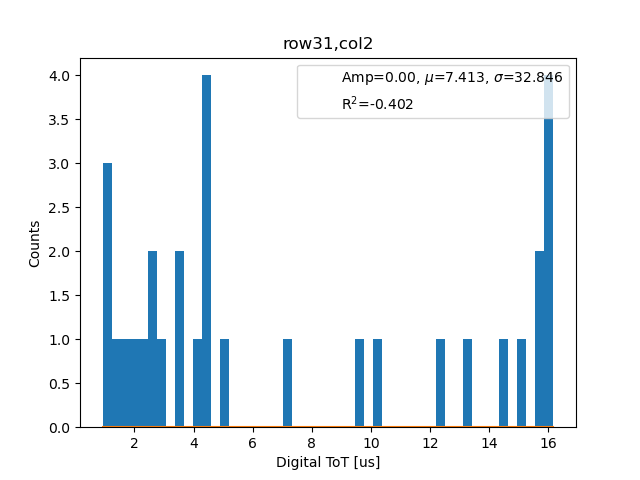 row31,col2
Amp=0.00, μ=7.413, σ=32.846
R²=-0.402
Counts
4.0
3.5
3.0
2.5
2.0
1.5
1.0
0.5
0.0
2 4 6 8 10 12 14 16
Digital ToT [us]